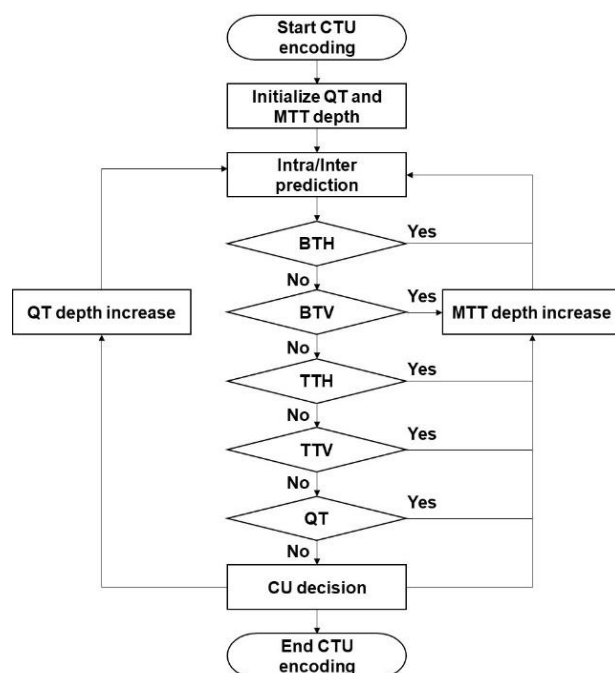 Start CTU
encoding
Initialize QT and
MTT depth
Intra/Inter
prediction
BTH
Yes
No
QT depth increase
BTV
Yes
MTT depth increase
No
TTH
Yes
No
TTV
Yes
No
QT
Yes
No
CU decision
End CTU
encoding